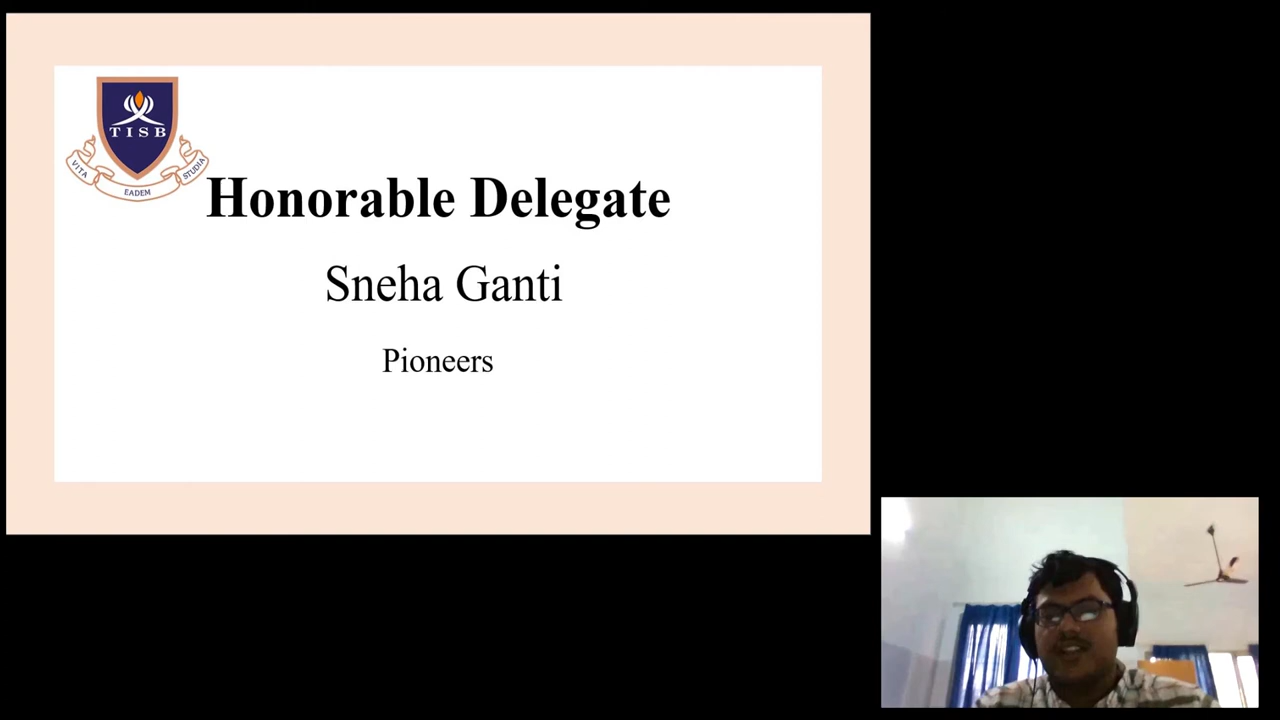 TISB
VITA
EADEM
STUDIA
Honorable Delegate
Sneha Ganti
Pioneers